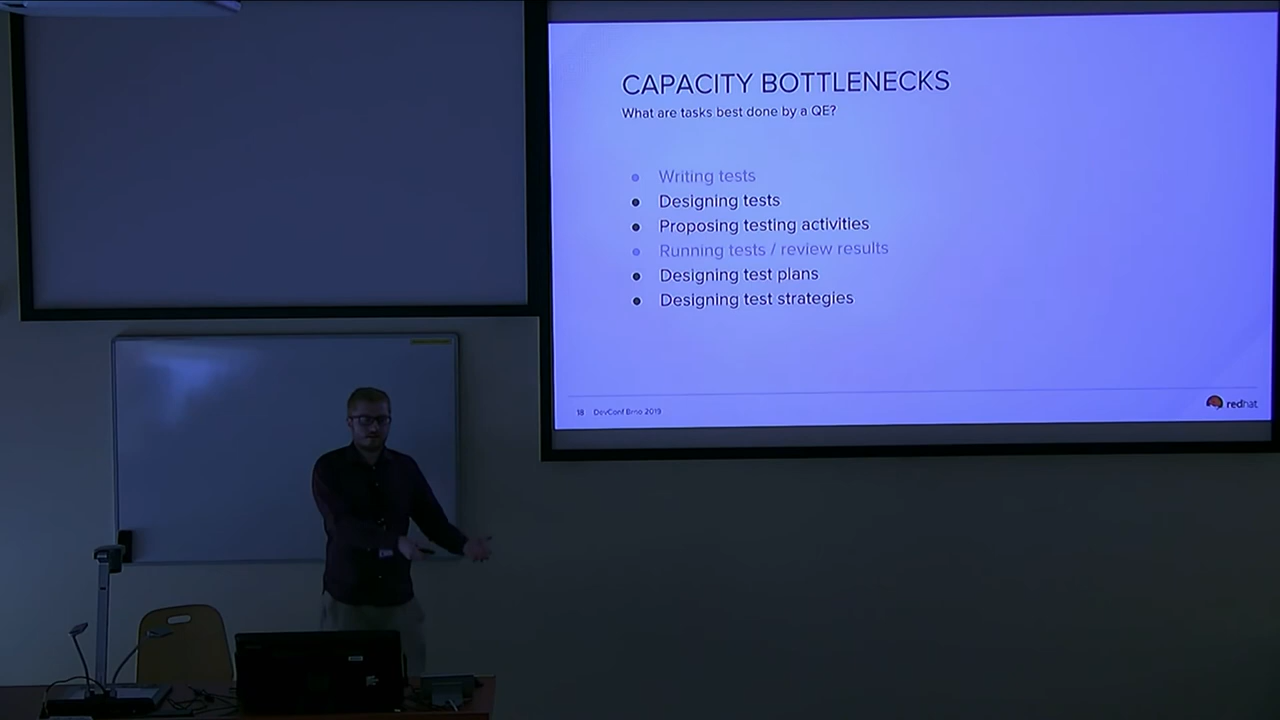 CAPACITY BOTTLENECKS
What are tasks best done by a QE?
Writing tests
Designing tests
Proposing testing activities
Running tests / review results
Designing test plans
Designing test strategies
18 DevConf Brno 2019
redhat